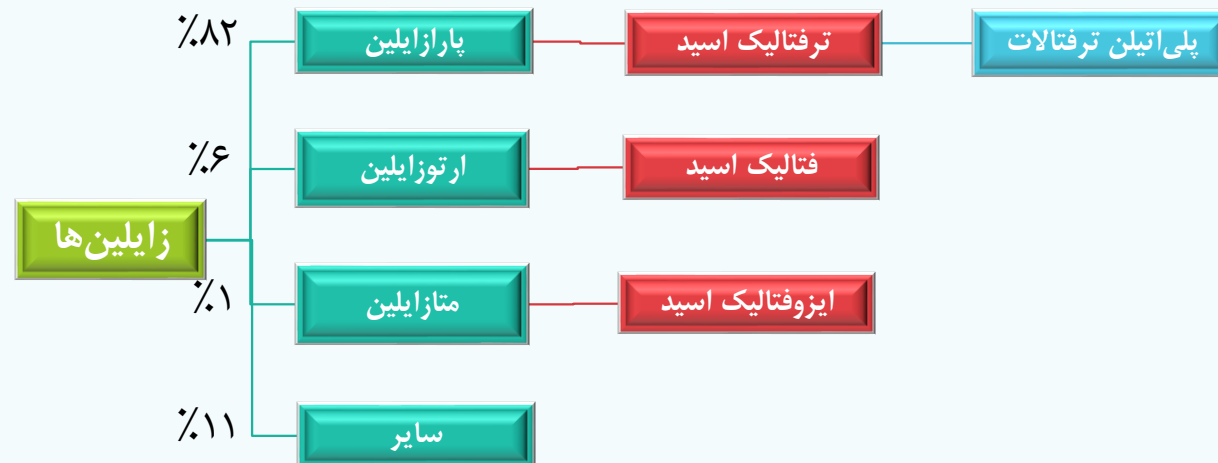 ٪۸۲
پارازایلین
ترفتالیک اسید
پلی‌اتیلن ترفتالات
٪۶
ارتوزایلین
فتالیک اسید
زایلین‌ها
٪۱
متازایلین
ایزوفتالیک اسید
٪۱۱
سایر